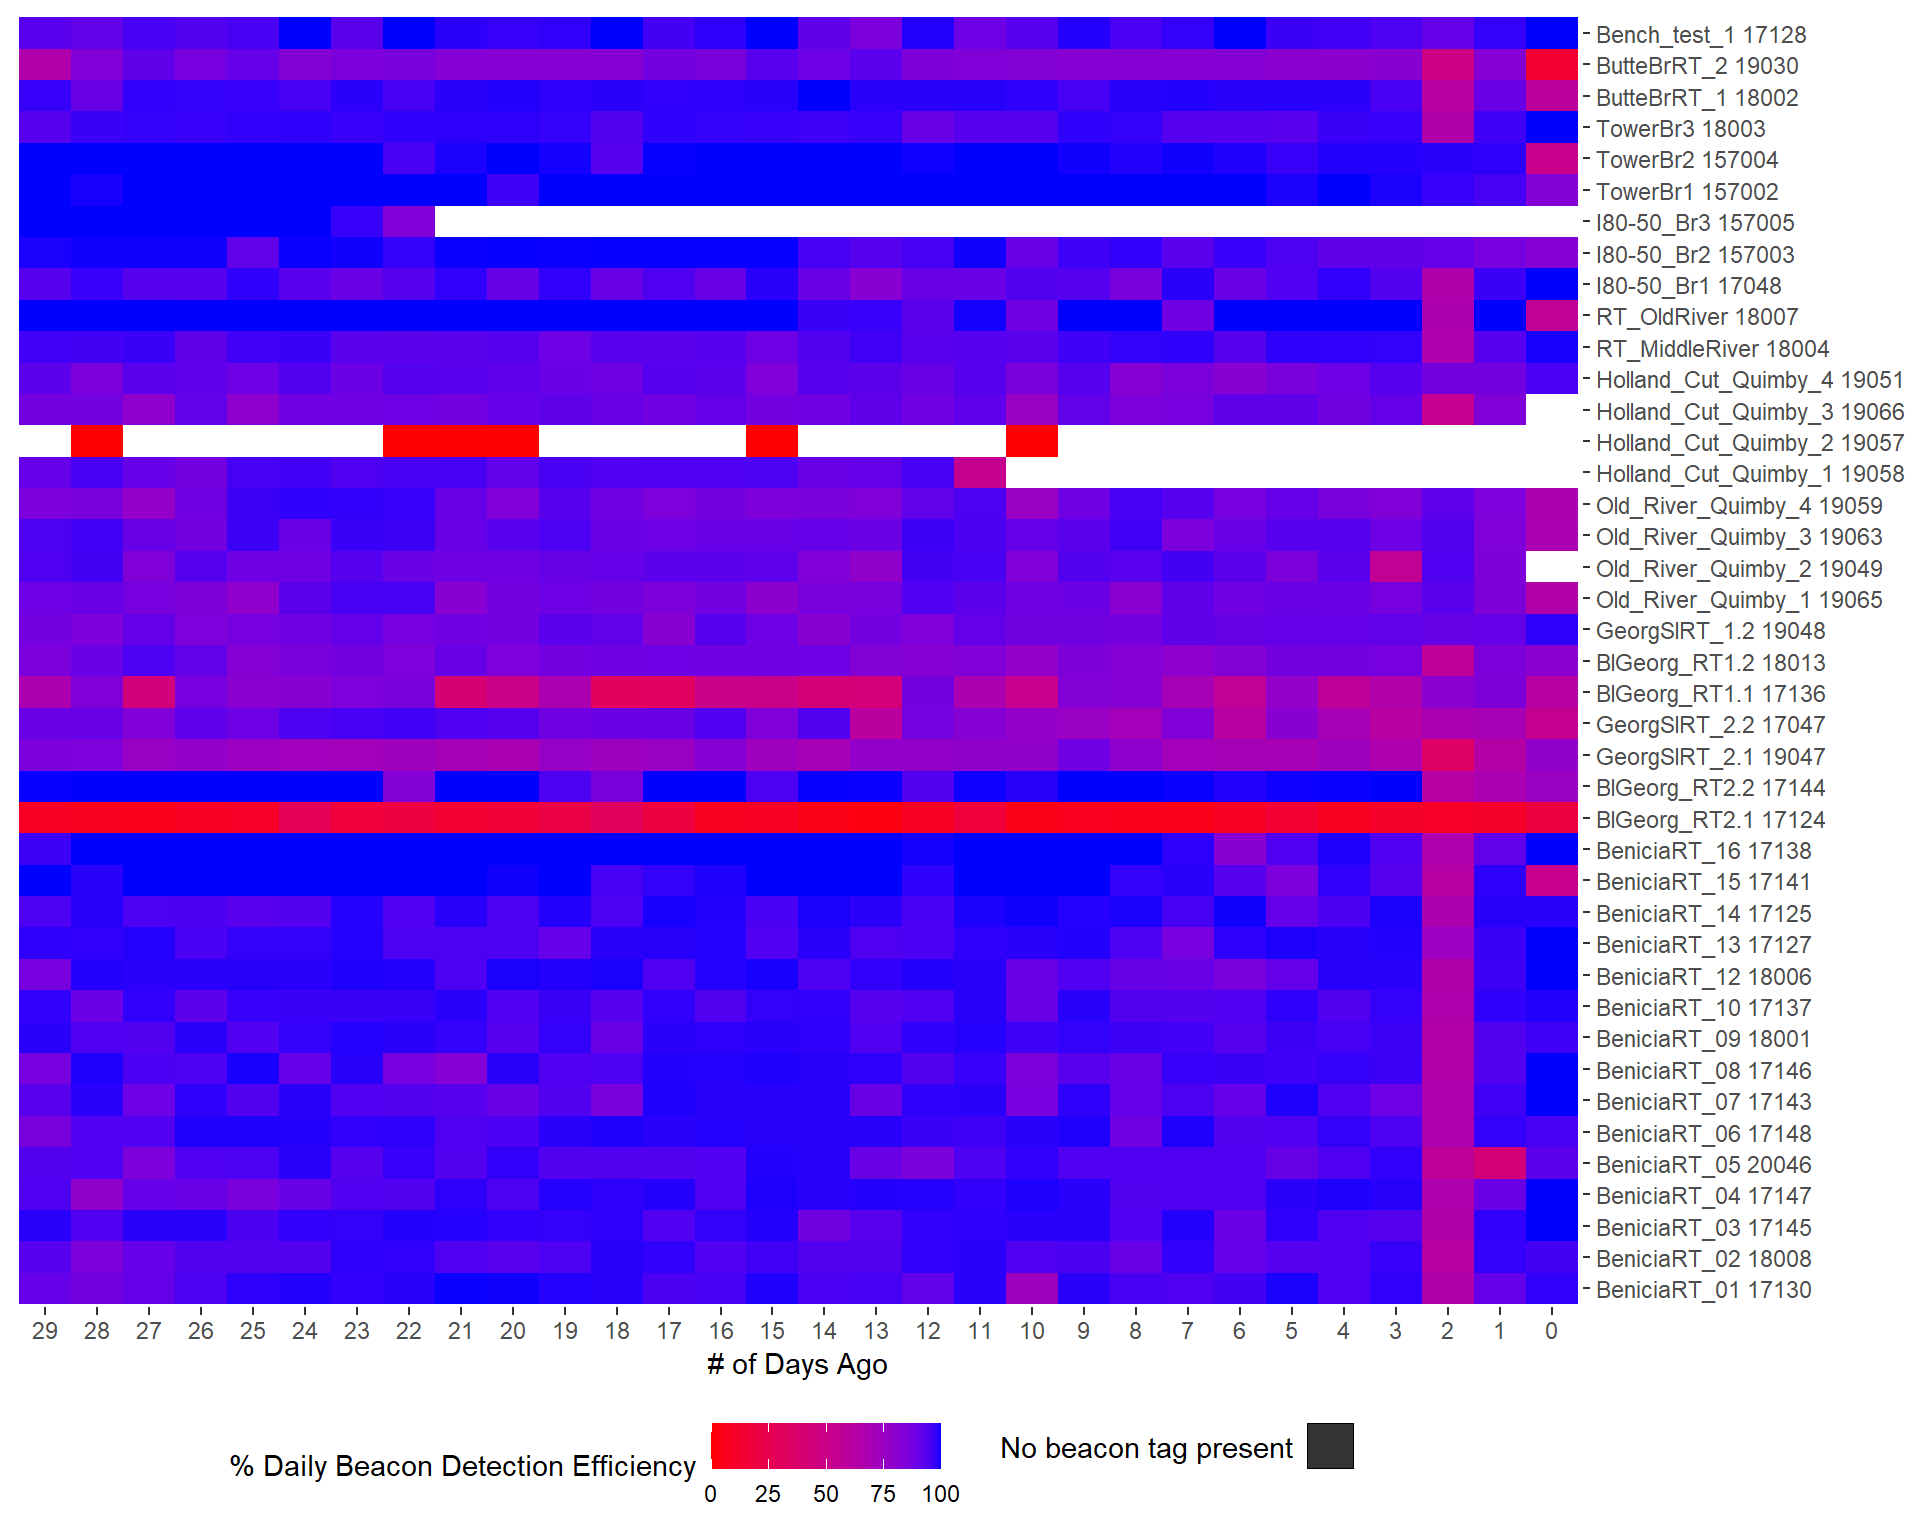 Bench_test_1 17128
ButteBrRT_2 19030
ButteBrRT_1 18002
TowerBr3 18003
TowerBr2 157004
TowerBr1 157002
I80-50_Br3 157005
I80-50_Br2 157003
I80-50_Br1 17048
RT_OldRiver 18007
RT_MiddleRiver 18004
Holland_Cut_Quimby_4 19051
Holland_Cut_Quimby_3 19066
Holland_Cut_Quimby_2 19057
Holland_Cut_Quimby_1 19058
Old_River_Quimby_4 19059
Old_River_Quimby_3 19063
Old_River_Quimby_2 19049
Old_River_Quimby_1 19065
GeorgSlRT_1.2 19048
BlGeorg_RT1.2 18013
BlGeorg_RT1.1 17136
GeorgSlRT_2.2 17047
GeorgSlRT_2.1 19047
BlGeorg_RT2.2 17144
BlGeorg_RT2.1 17124
BeniciaRT_16 17138
BeniciaRT_15 17141
BeniciaRT_14 17125
BeniciaRT_13 17127
BeniciaRT_12 18006
BeniciaRT_10 17137
BeniciaRT_09 18001
BeniciaRT_08 17146
BeniciaRT_07 17143
BeniciaRT_06 17148
BeniciaRT_05 20046
BeniciaRT_04 17147
BeniciaRT_03 17145
BeniciaRT_02 18008
BeniciaRT_01 17130
29 28 27 26 25 24 23 22 21 20 19 18 17 16 15 14 13 12 11 10 9 8 7 6 5 4 3 2 1 0
# of Days Ago
% Daily Beacon Detection Efficiency
0 25 50 75 100
No beacon tag present